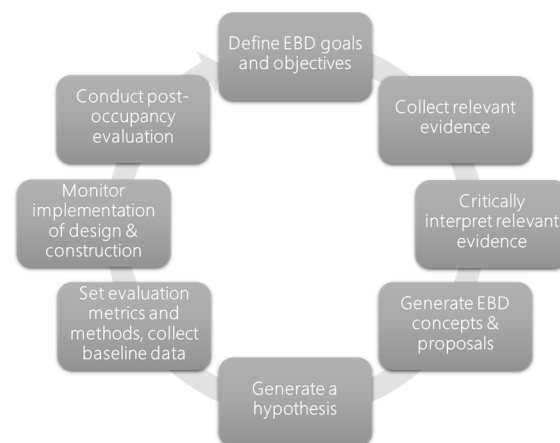 Define EBD goals
and objectives
Collect relevant
evidence
Critically
interpret relevant
evidence
Generate EBD
concepts &
proposals
Generate a
hypothesis
Set evaluation
metrics and
methods, collect
baseline data
Monitor
implementation
of design &
construction
Conduct post-
occupancy
evaluation